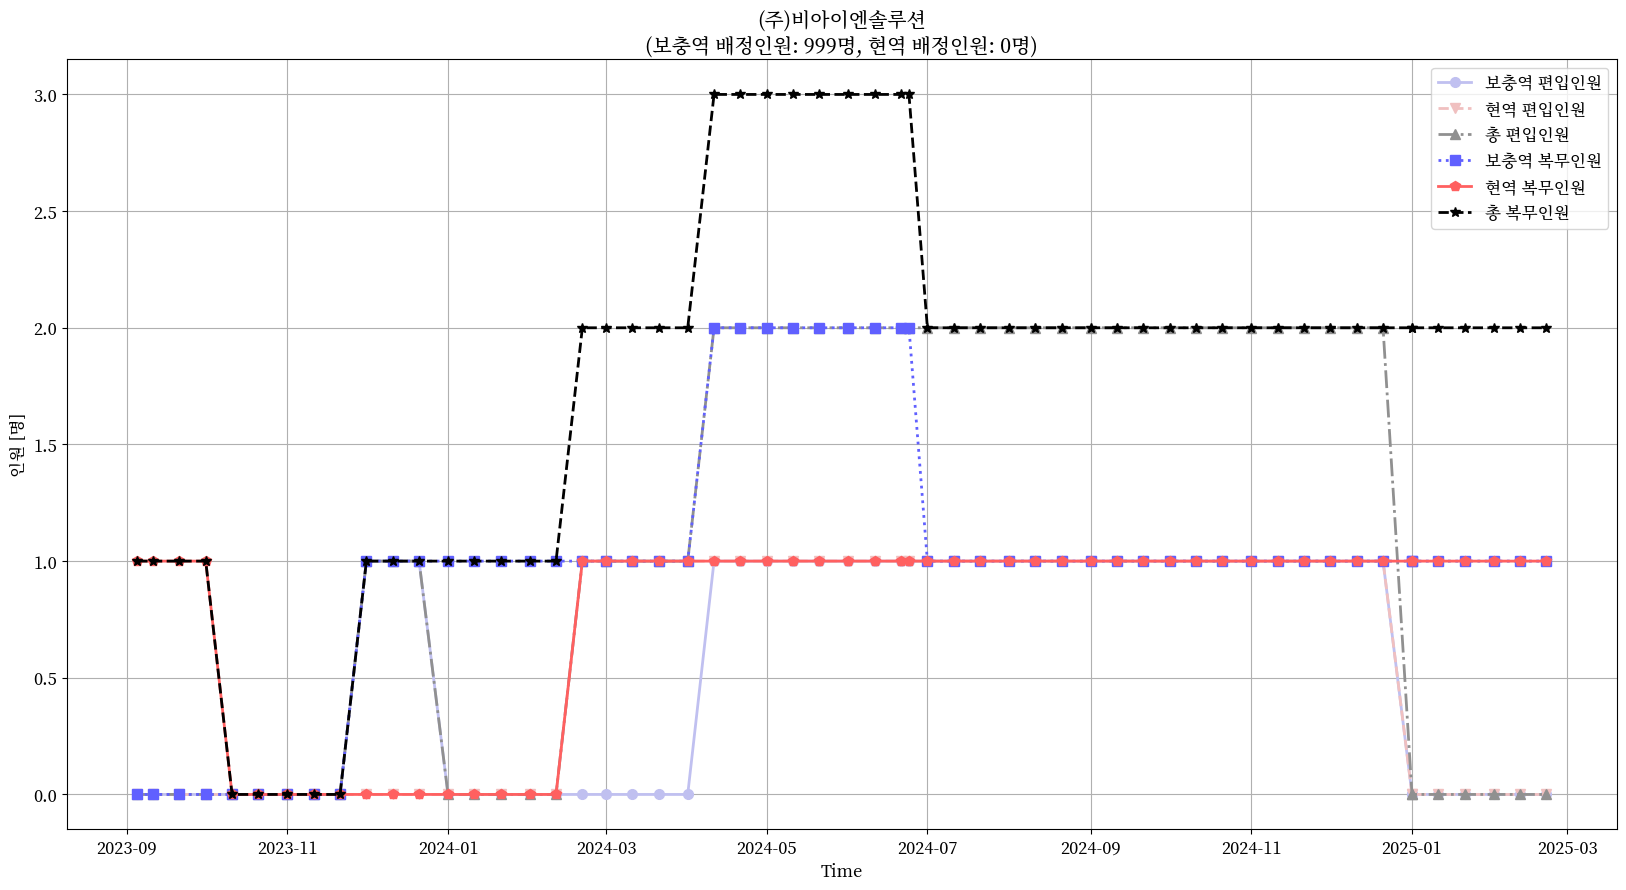 (주)비아이엔솔루션
(보충역 배정인원: 999명, 현역 배정인원: 0명)
보충역 편입인원
현역 편입인원
총 편입인원
보충역 복무인원
현역 복무인원
총 복무인원
인원 [명]
3.0
2.5
2.0
1.5
1.0
0.5
0.0
2023-09 2023-11 2024-01 2024-03 2024-05 2024-07 2024-09 2024-11 2025-01 2025-03
Time